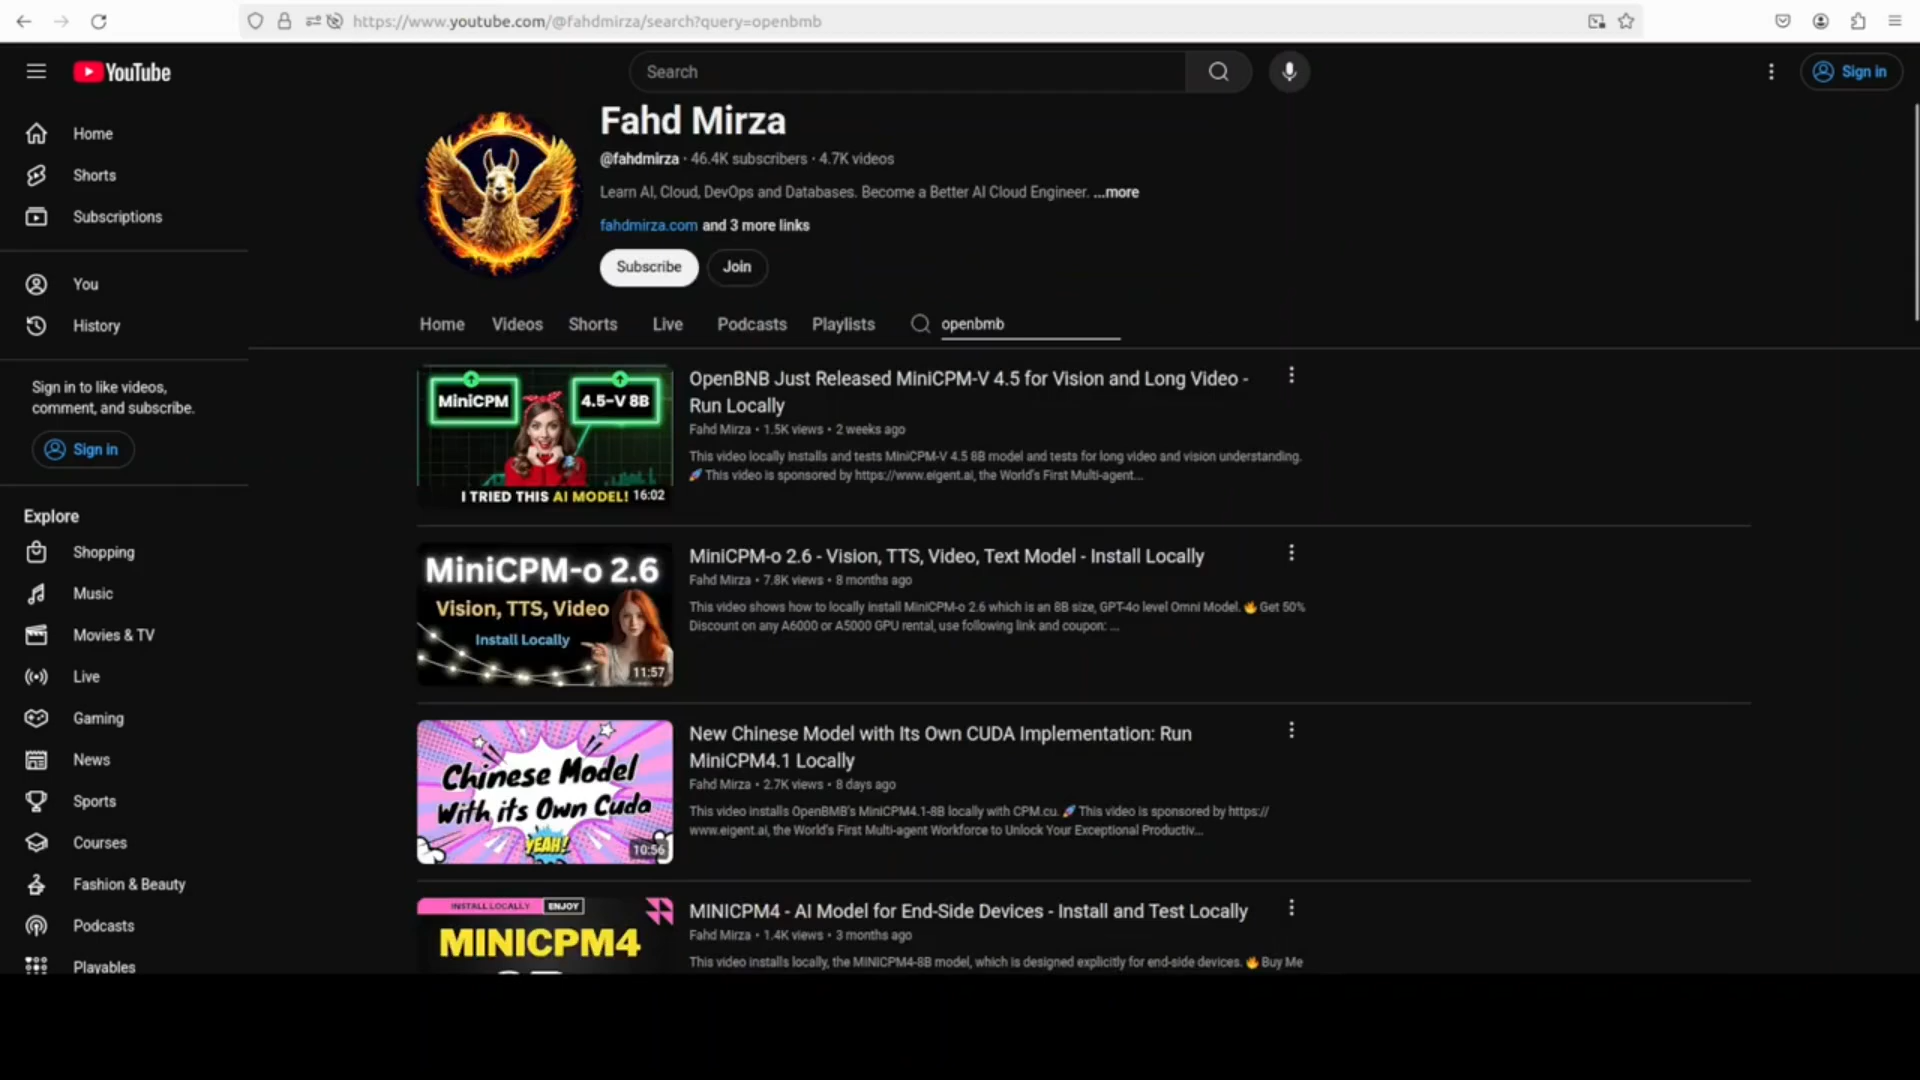 https://www.youtube.com/@fahdmirza/search?query=openbmb
YouTube
Search
Sign in
Home
Shorts
Subscriptions
You
History
Sign in to like videos,
comment, and subscribe.
Sign in
Explore
Shopping
Music
Movies & TV
Live
Gaming
News
Sports
Courses
Fashion & Beauty
Podcasts
Playables
Fahd Mirza
@fahdmirza · 46.4K subscribers · 4.7K videos
Learn AI, Cloud, DevOps and Databases. Become a Better AI Cloud Engineer. ...more
fahdmirza.com and 3 more links
Subscribe Join
Home Videos Shorts Live Podcasts Playlists openbmb
MiniCPM 4.5-V 8B
I TRIED THIS AI MODEL! 16:02
OpenBNB Just Released MiniCPM-V 4.5 for Vision and Long Video -
Run Locally
Fahd Mirza • 1.5K views • 2 weeks ago
This video locally installs and tests MiniCPM-V 4.5 8B model and tests for long video and vision understanding.
🚀 This video is sponsored by https://www.eigent.ai, the World's First Multi-agent...
MiniCPM-o 2.6
Vision, TTS, Video
Install Locally
11:57
MiniCPM-o 2.6 - Vision, TTS, Video, Text Model - Install Locally
Fahd Mirza • 7.8K views • 8 months ago
This video shows how to locally install MiniCPM-o 2.6 which is an 8B size, GPT-4o level Omni Model. 🔥 Get 50%
Discount on any A6000 or A5000 GPU rental, use following link and coupon: ...
Chinese Model
With its Own Cuda
YEAH!
10:56
New Chinese Model with Its Own CUDA Implementation: Run
MiniCPM4.1 Locally
Fahd Mirza • 2.7K views • 8 days ago
This video installs OpenBMB's MiniCPM4.1-8B locally with CPM.cu. 🚀 This video is sponsored by https://
www.eigent.ai, the World's First Multi-agent Workforce to Unlock Your Exceptional Productiv...
INSTALL LOCALLY ENJOY
MINICPM4
MINICPM4 - AI Model for End-Side Devices - Install and Test Locally
Fahd Mirza • 1.4K views • 3 months ago
This video installs locally, the MINICPM4-8B model, which is designed explicitly for end-side devices. 🔥 Buy Me